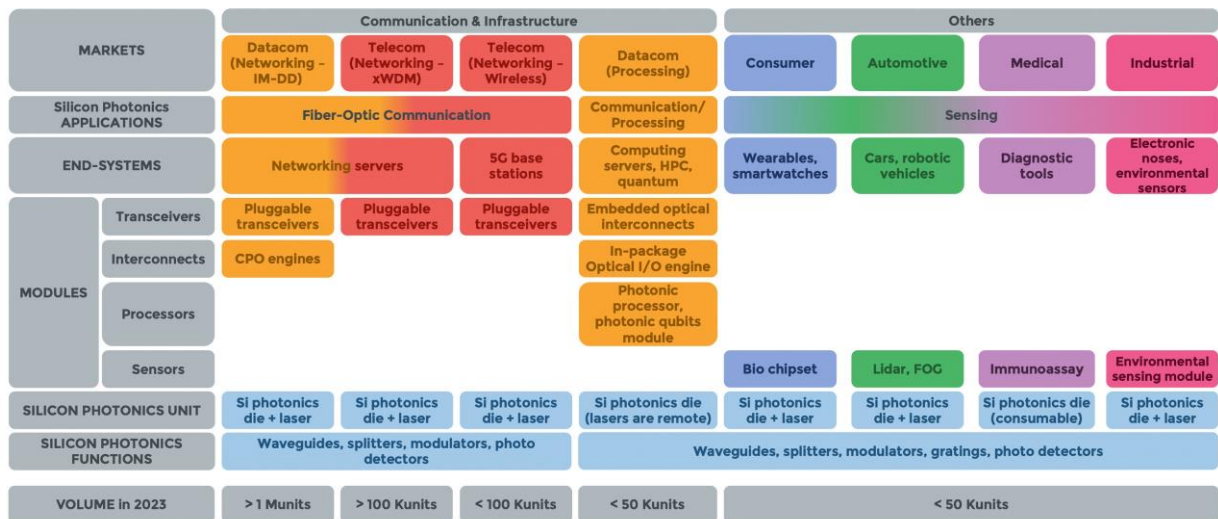 Communication & Infrastructure
Others
MARKETS
Datacom
(Networking –
IM-DD)
Telecom
(Networking –
xWDM)
Telecom
(Networking –
Wireless)
Datacom
(Processing)
Consumer
Automotive
Medical
Industrial
Silicon Photonics
APPLICATIONS
Fiber-Optic Communication
Communication/
Processing
Sensing
END-SYSTEMS
Networking servers
5G base
stations
Computing
servers, HPC,
quantum
Wearables,
smartwatches
Cars, robotic
vehicles
Diagnostic
tools
Electronic
noses,
environmental
sensors
MODULES
Transceivers
Pluggable
transceivers
Pluggable
transceivers
Pluggable
transceivers
Embedded optical
interconnects
Interconnects
CPO engines
In-package
Optical I/O engine
Processors
Photonic
processor,
photonic qubits
module
Sensors
Bio chipset
Lidar, FOG
Immunoassay
Environmental
sensing module
SILICON PHOTONICS UNIT
Si photonics
die + laser
Si photonics
die + laser
Si photonics
die + laser
Si photonics die
(lasers are remote)
Si photonics
die + laser
Si photonics
die + laser
Si photonics die
(consumable)
Si photonics
die + laser
SILICON PHOTONICS
FUNCTIONS
Waveguides, splitters, modulators, photo
detectors
Waveguides, splitters, modulators, gratings, photo detectors
VOLUME in 2023
> 1 Munits
> 100 Kunits
< 100 Kunits
< 50 Kunits
< 50 Kunits